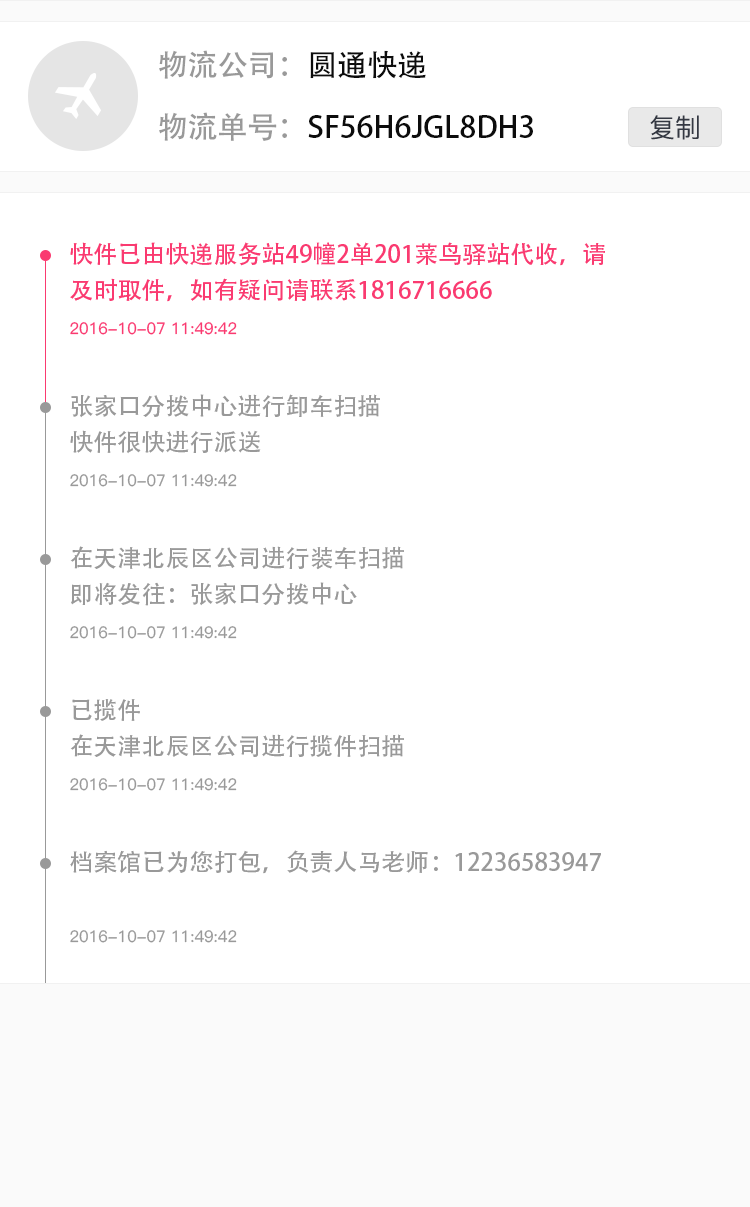 物流公司：圆通快递
物流单号：SF56H6JGL8DH3
复制
快件已由快递服务站49幢2单201菜鸟驿站代收，请
及时取件，如有疑问请联系1816716666
2016-10-07 11:49:42
张家口分拨中心进行卸车扫描
快件很快进行派送
2016-10-07 11:49:42
在天津北辰区公司进行装车扫描
即将发往：张家口分拨中心
2016-10-07 11:49:42
已揽件
在天津北辰区公司进行揽件扫描
2016-10-07 11:49:42
档案馆已为您打包，负责人马老师：12236583947
2016-10-07 11:49:42